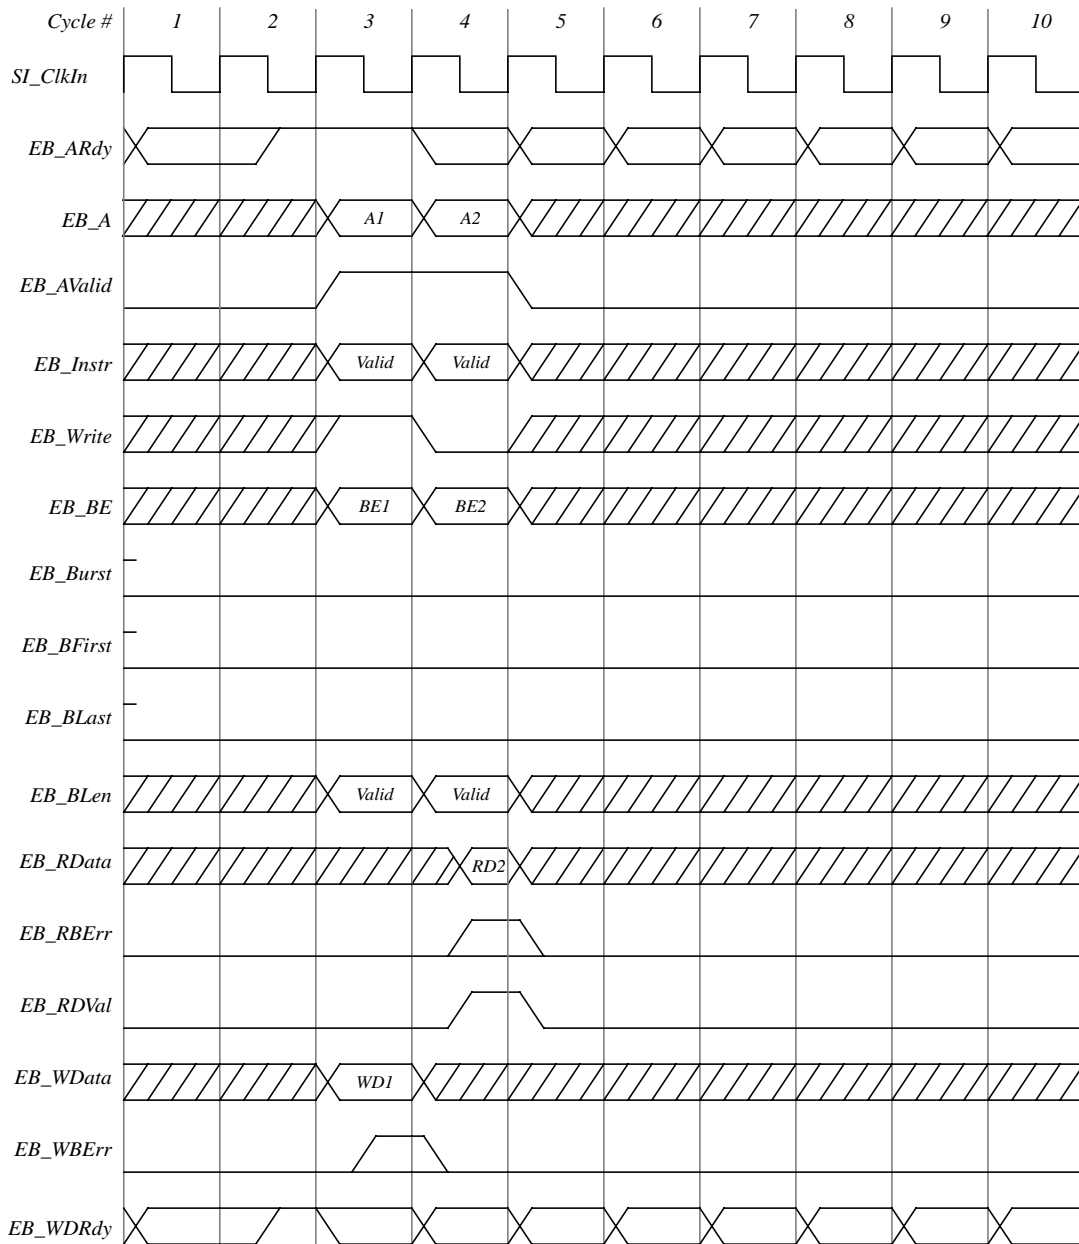 Cycle # 1 2 3 4 5 6 7 8 9 10
SI_ClkIn
EB_ARdy
EB_A A1 A2
EB_AValid
EB_Instr Valid Valid
EB_Write
EB_BE BE1 BE2
EB_Burst
EB_BFirst
EB_BLast
EB_BLen Valid Valid
EB_RData RD2
EB_RBErr
EB_RDVal
EB_WData WD1
EB_WBErr
EB_WDRdy